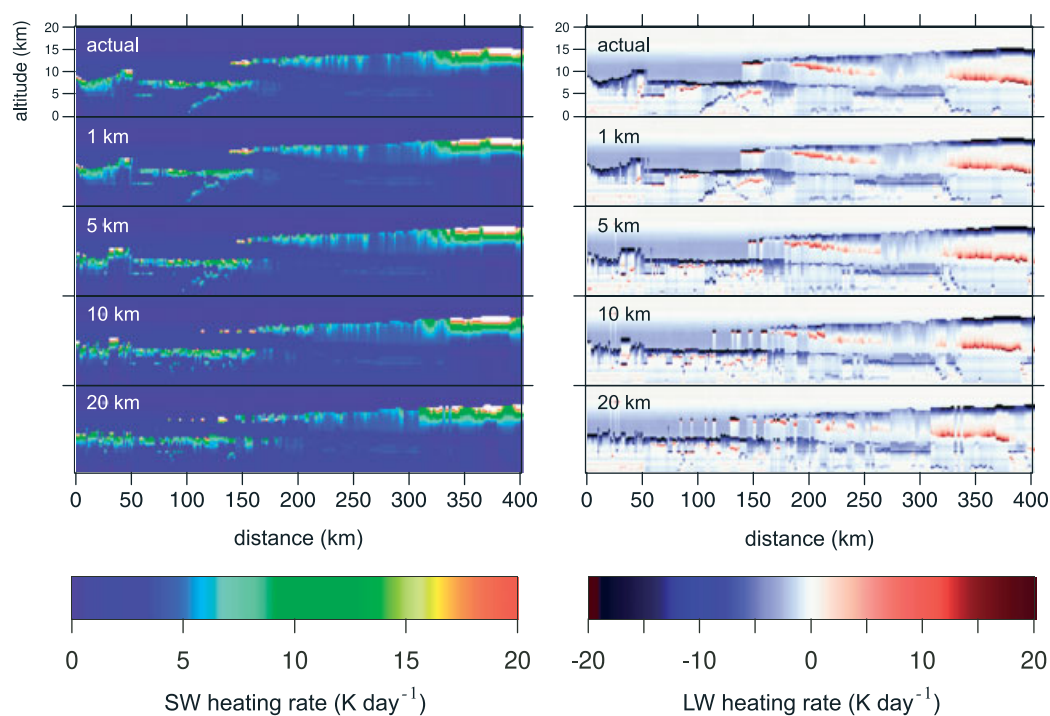 20
15
10
5
0
altitude (km)
actual
1 km
5 km
10 km
20 km
0 50 100 150 200 250 300 350 400
distance (km)
0 5 10 15 20
SW heating rate (K day-1)
20
15
10
5
0
actual
1 km
5 km
10 km
20 km
0 50 100 150 200 250 300 350 400
distance (km)
-20 -10 0 10 20
LW heating rate (K day-1)